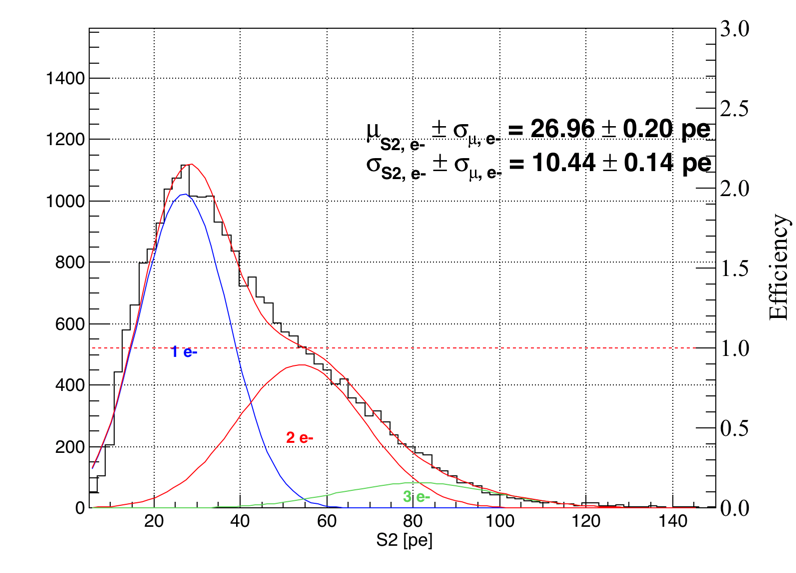 3.0
1400
2.5
μS2, e- ± σμ, e- = 26.96 ± 0.20 pe
1200
σS2, e- ± σμ, e- = 10.44 ± 0.14 pe
1000
2.0
800
1.5
Efficiency
600
1 e-
1.0
400
2 e-
200
0.5
3 e-
0
0.0
20 40 60 80 100 120 140
S2 [pe]